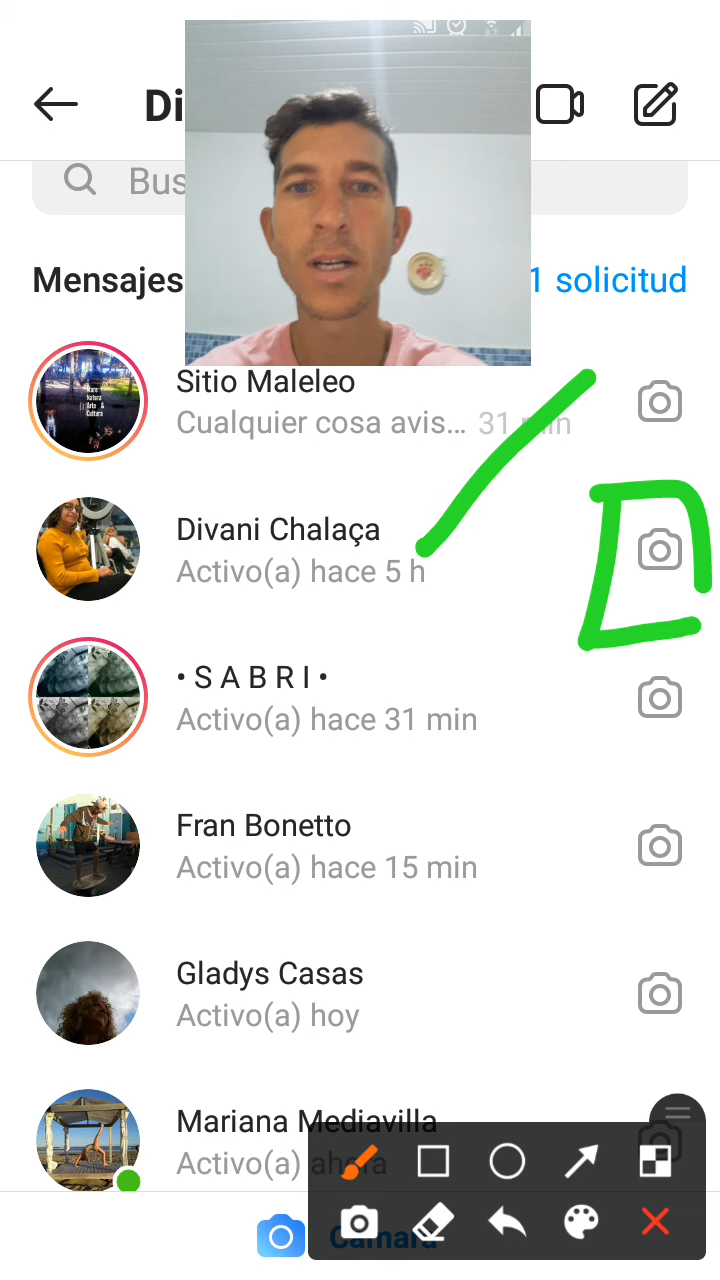 Di
Bus
Mensajes
1 solicitud
Sitio Maleleo
Cualquier cosa avis... 31 min
Divani Chalaça
Activo(a) hace 5 h
• S A B R I •
Activo(a) hace 31 min
Fran Bonetto
Activo(a) hace 15 min
Gladys Casas
Activo(a) hoy
Mariana Mediavilla
Activo(a) ahora
Cámara